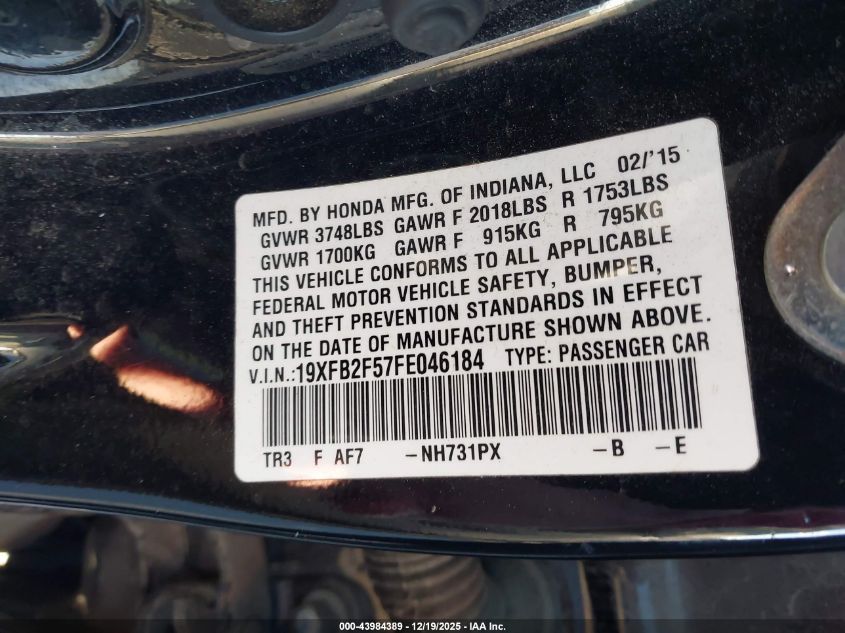 MFD. BY HONDA MFG. OF INDIANA, LLC 02/'15
GVWR 3748LBS GAWR F 2018LBS R 1753LBS
GVWR 1700KG GAWR F 915KG R 795KG
THIS VEHICLE CONFORMS TO ALL APPLICABLE
FEDERAL MOTOR VEHICLE SAFETY, BUMPER,
AND THEFT PREVENTION STANDARDS IN EFFECT
ON THE DATE OF MANUFACTURE SHOWN ABOVE.
V.I.N.:19XFB2F57FE046184 TYPE: PASSENGER CAR
TR3 F AF7 -NH731PX -B -E
000-43984389 - 12/19/2025 - IAA Inc.